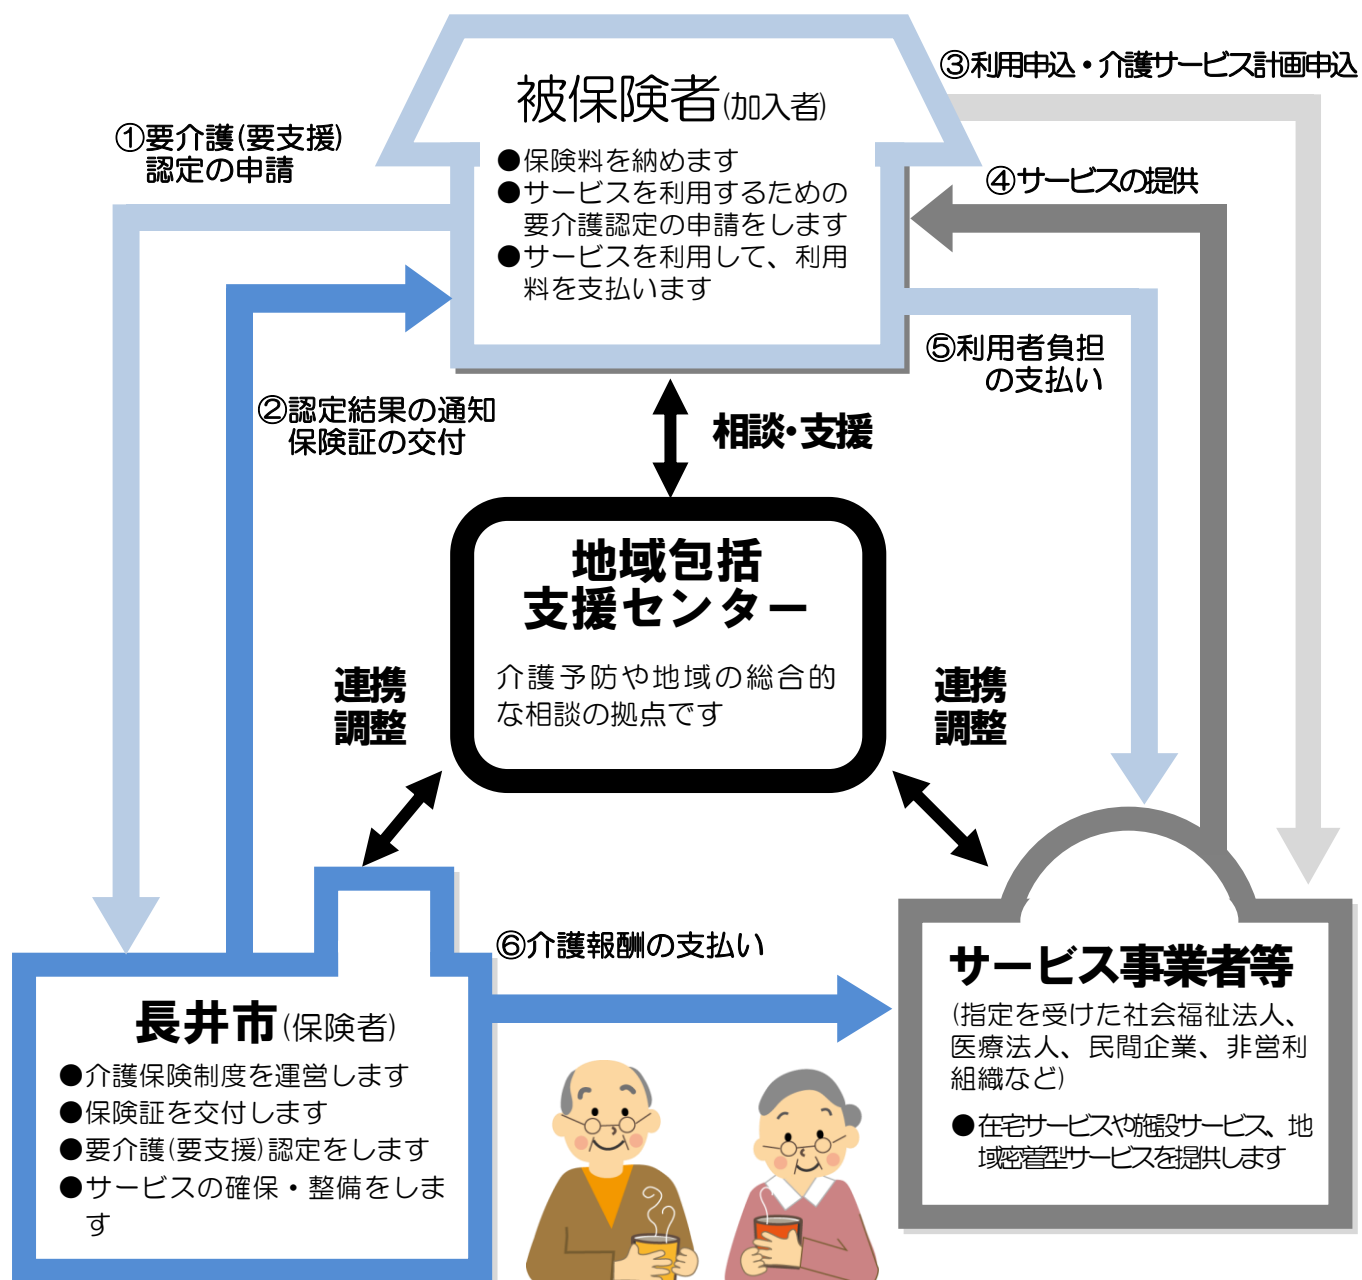 ③利用申込・介護サービス計画申込
被保険者(加入者)
①要介護(要支援)
認定の申請
●保険料を納めます
●サービスを利用するための
要介護認定の申請をします
●サービスを利用して、利用
料を支払います
④サービスの提供
⑤利用者負担
の支払い
②認定結果の通知
保険証の交付
相談・支援
地域包括
支援センター
介護予防や地域の総合的
な相談の拠点です
連携
調整
連携
調整
⑥介護報酬の支払い
長井市(保険者)
●介護保険制度を運営します
●保険証を交付します
●要介護(要支援)認定をします
●サービスの確保・整備をしま
す
サービス事業者等
(指定を受けた社会福祉法人、
医療法人、民間企業、非営利
組織など)
●在宅サービスや施設サービス、地
域密着型サービスを提供します